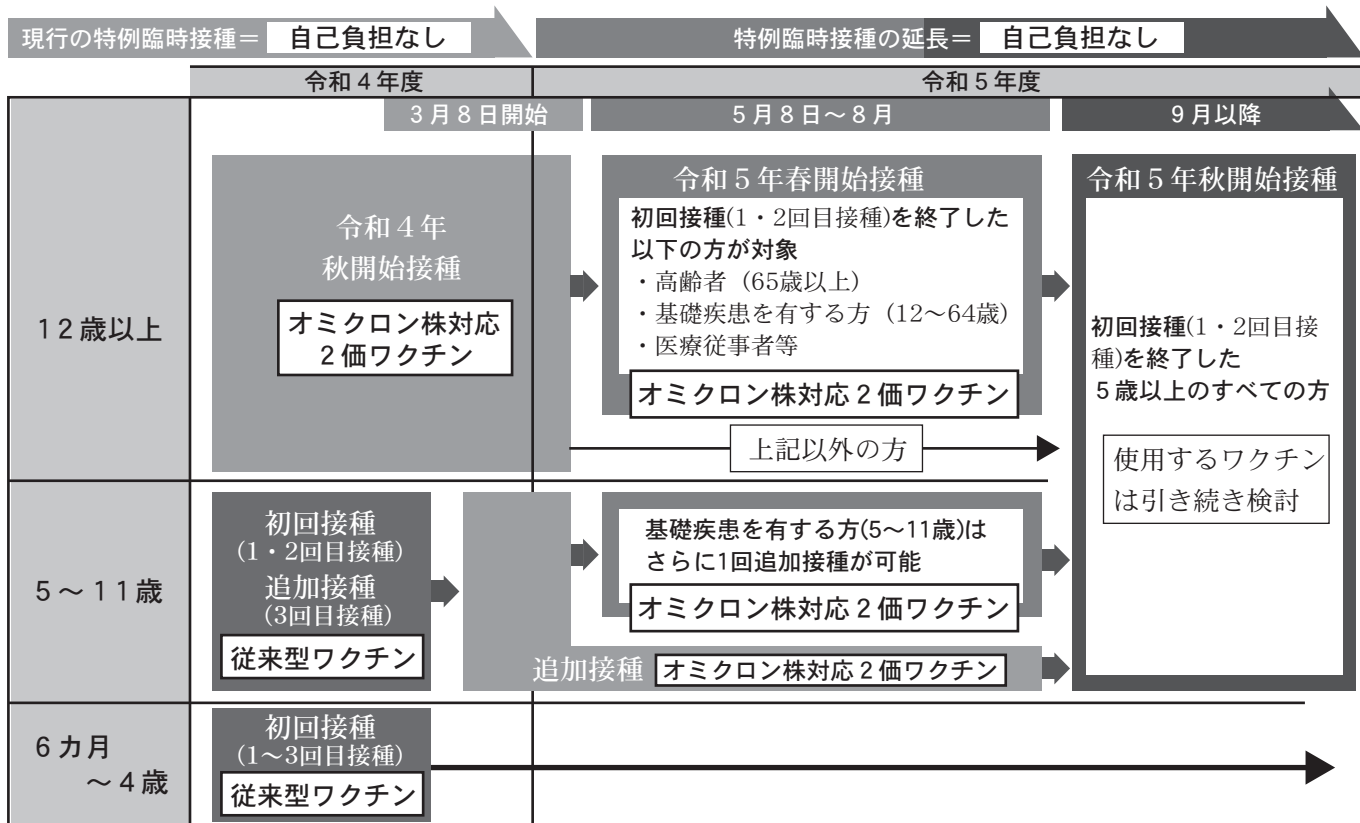 現行の特例臨時接種＝ 自己負担なし
特例臨時接種の延長＝ 自己負担なし
令和４年度
令和５年度
３月８日開始
５月８日～８月
９月以降
12歳以上
令和４年
秋開始接種
オミクロン株対応
２価ワクチン
令和５年春開始接種
初回接種(1・2回目接種)を終了した
以下の方が対象
・高齢者（65歳以上）
・基礎疾患を有する方（12～64歳）
・医療従事者等
オミクロン株対応２価ワクチン
上記以外の方
令和５年秋開始接種
初回接種(1・2回目接
種)を終了した
５歳以上のすべての方
使用するワクチン
は引き続き検討
５～11歳
初回接種
(1・2回目接種)
追加接種
(3回目接種)
従来型ワクチン
基礎疾患を有する方(5～11歳)は
さらに1回追加接種が可能
オミクロン株対応２価ワクチン
追加接種 オミクロン株対応２価ワクチン
６カ月
～４歳
初回接種
(1～3回目接種)
従来型ワクチン